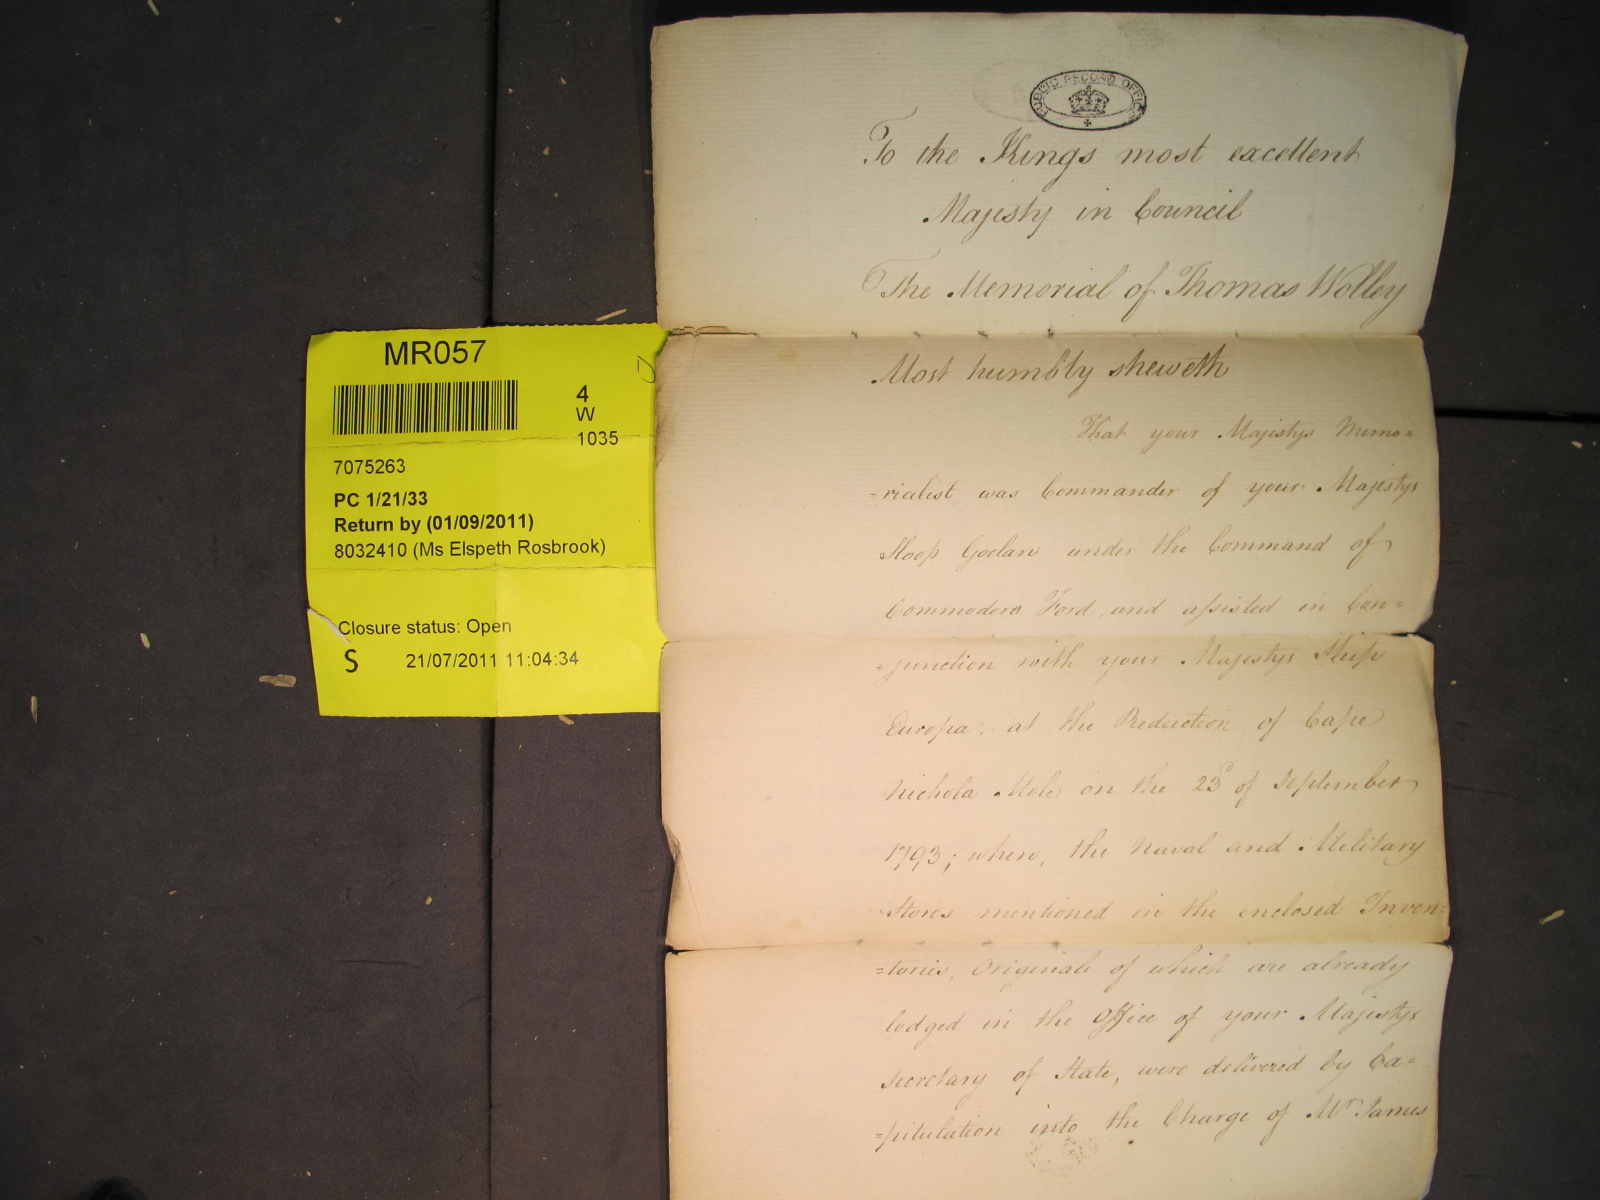 MR057
4
W
1035
7075263
PC 1/21/33
Return by (01/09/2011)
8032410 (Ms Elspeth Rosbrook)
Closure status: Open
S 21/07/2011 11:04:34
PUBLIC RECORD OFFICE
To the Kings most excellent
Majesty in Council
The Memorial of Thomas Wolley
Most humbly sheweth
That your Majestys Memo=
=rialist was Commander of your Majestys
Sloop Goelan under the Command of
Commodore Ford, and assisted in Con=
=junction with your Majestys Ship
Europa, at the Reduction of Cape
Nichola Mole on the 23d of September
1793; when, the Naval and Military
Stores mentioned in the enclosed Inven=
=tories, Originals of which are already
lodged in the Office of your Majestys
Secretary of State, were delivered by Ca=
=pitulation into the Charge of Mr. James